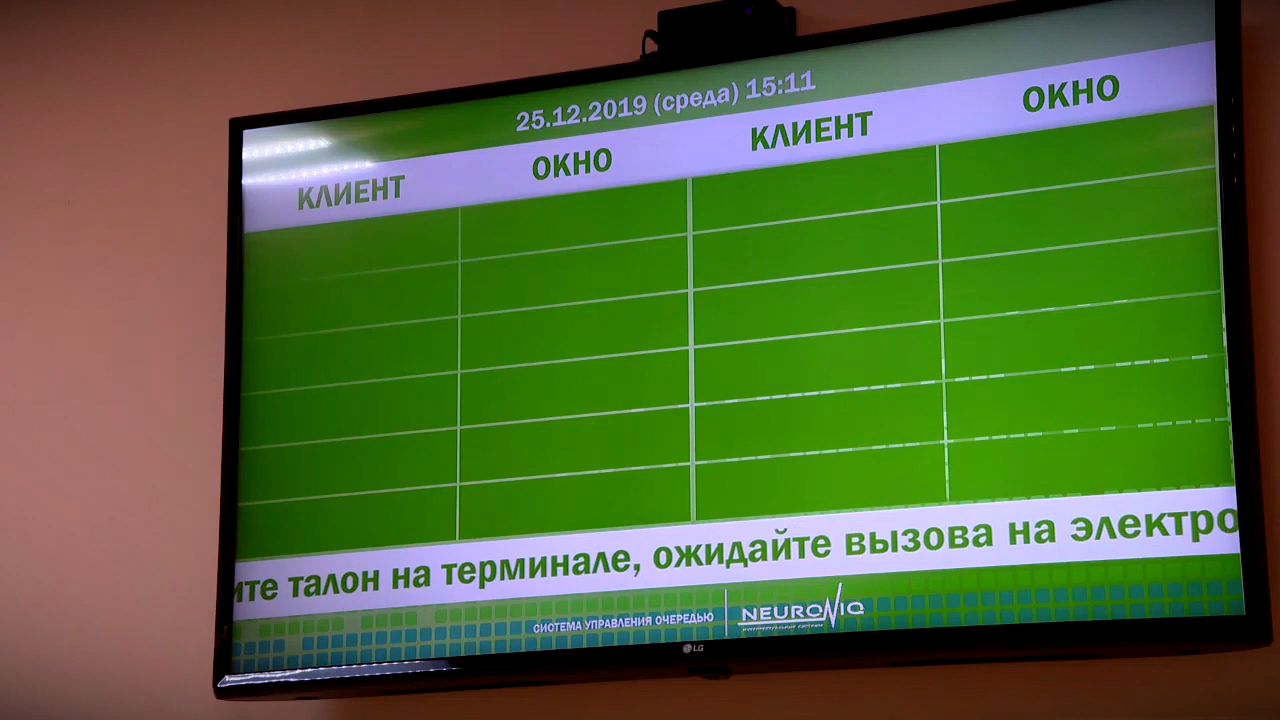 25.12.2019 (среда) 15:11
КЛИЕНТ ОКНО КЛИЕНТ ОКНО
ите талон на терминале, ожидайте вызова на электро
СИСТЕМА УПРАВЛЕНИЯ ОЧЕРЕДЬЮ
NEURONIQ
LG